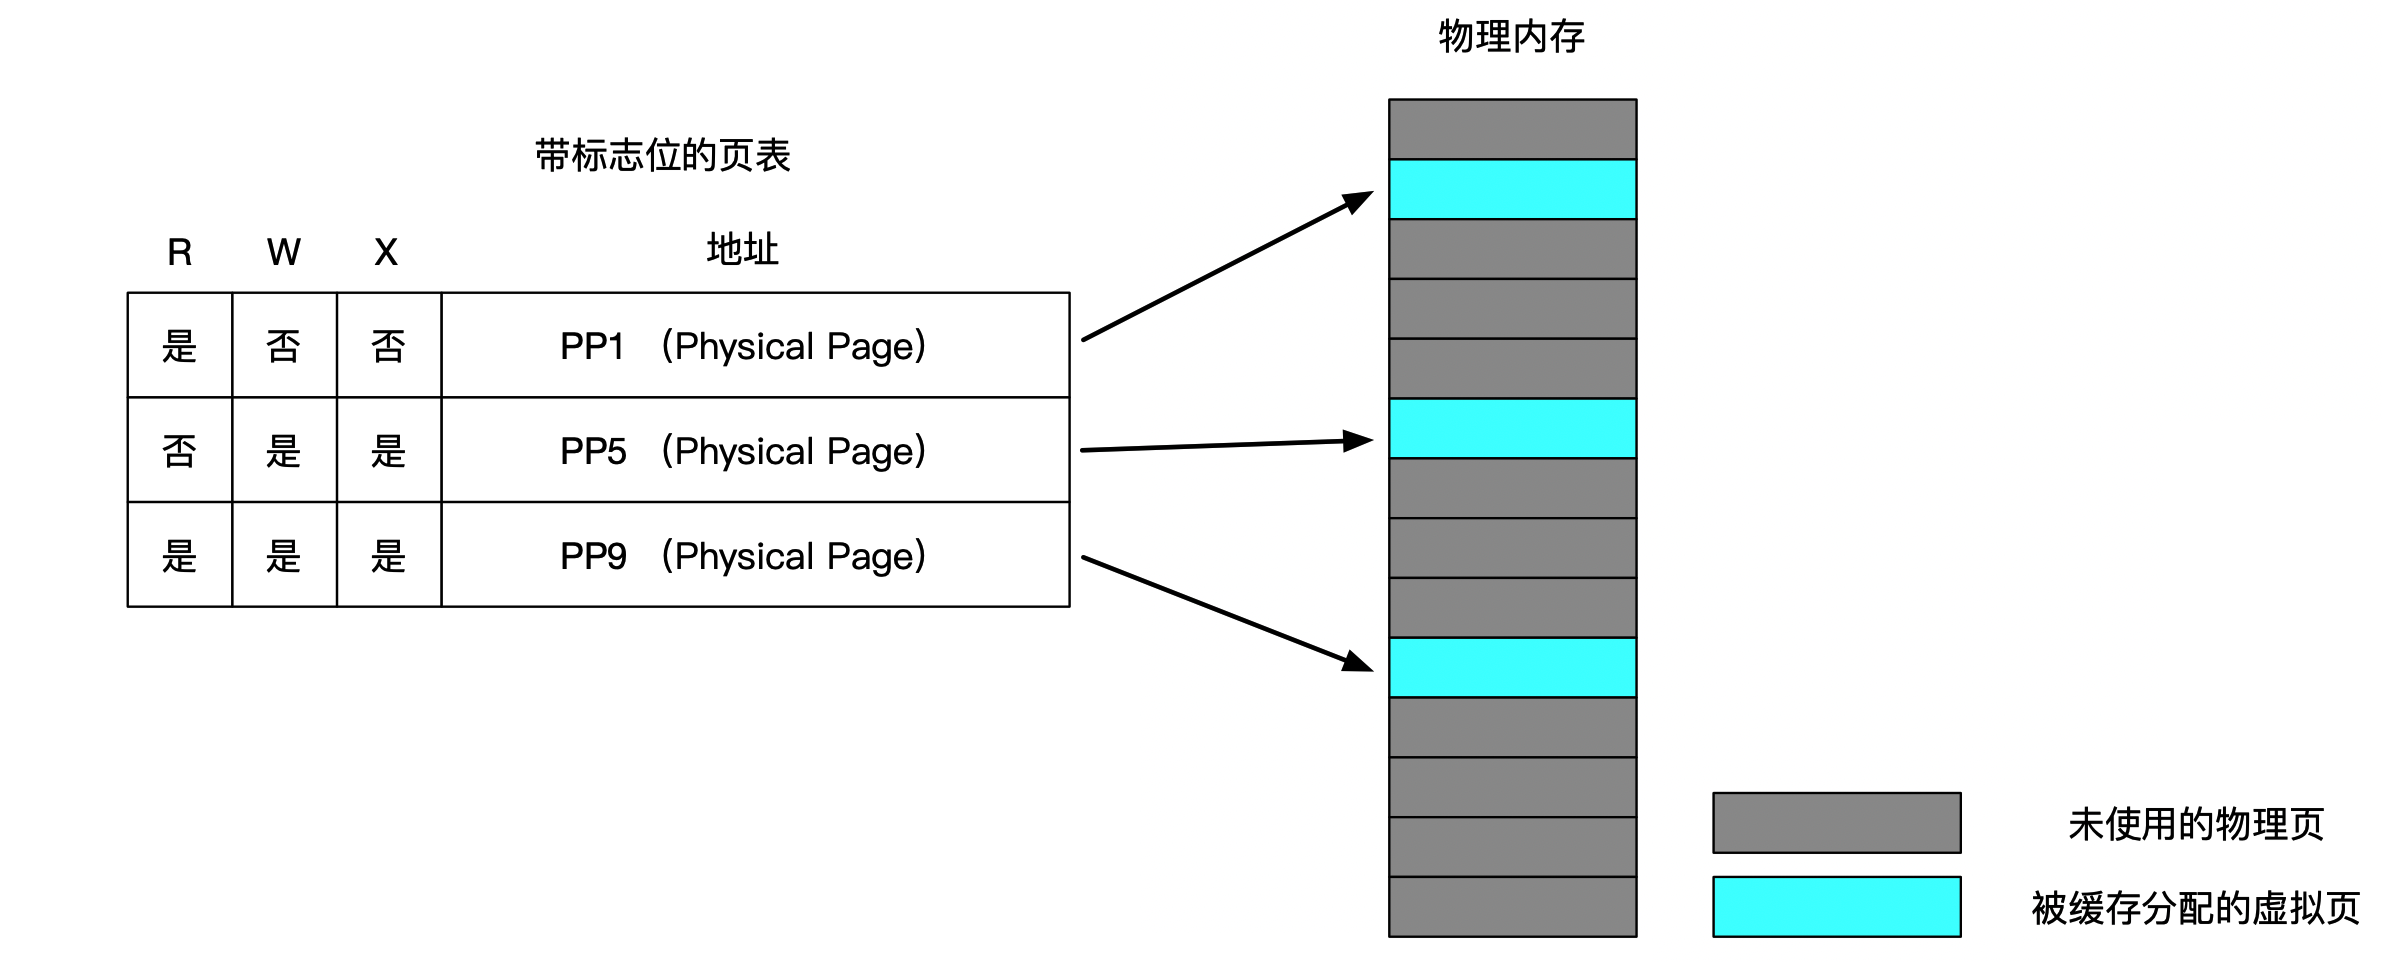 物理内存
带标志位的页表
R W X 地址
是 否 否 PP1 （Physical Page）
否 是 是 PP5 （Physical Page）
是 是 是 PP9 （Physical Page）
未使用的物理页
被缓存分配的虚拟页